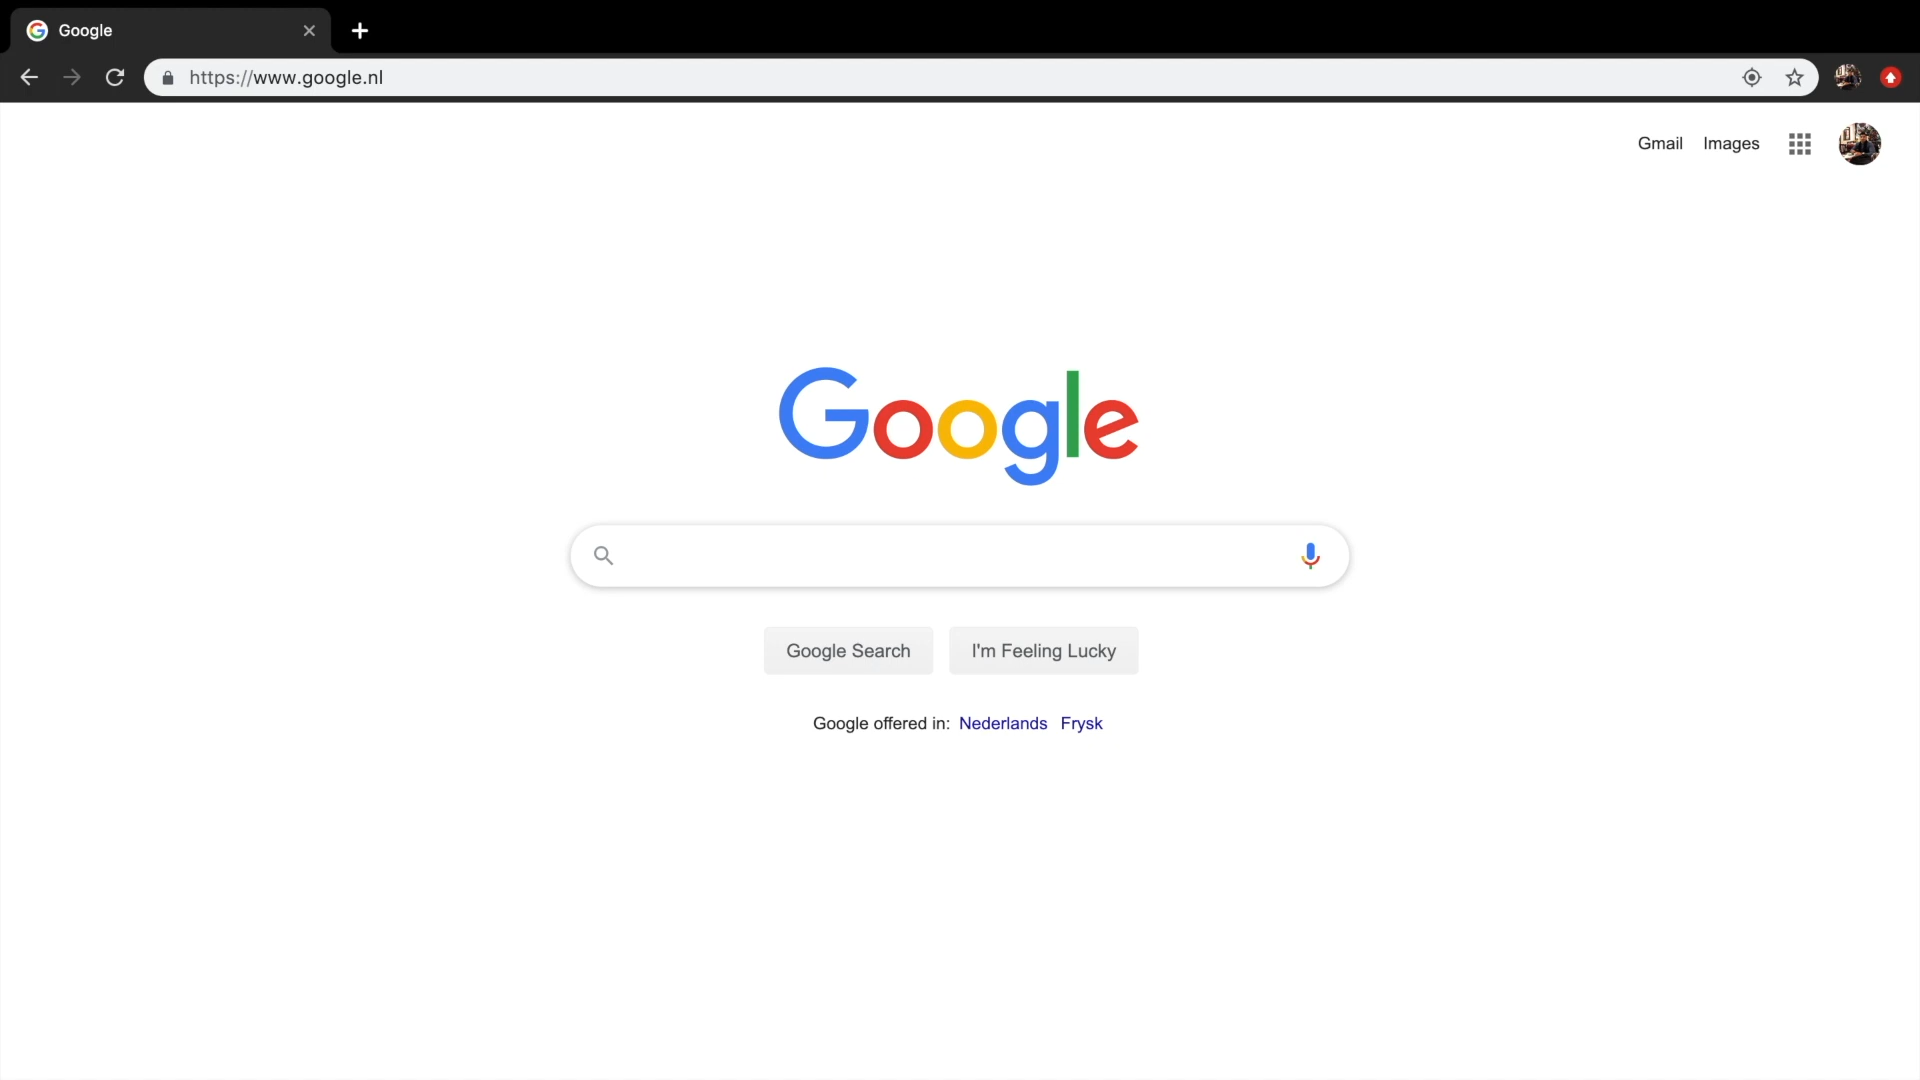 Google
https://www.google.nl
Gmail Images
Google
Google Search I'm Feeling Lucky
Google offered in: Nederlands Frysk